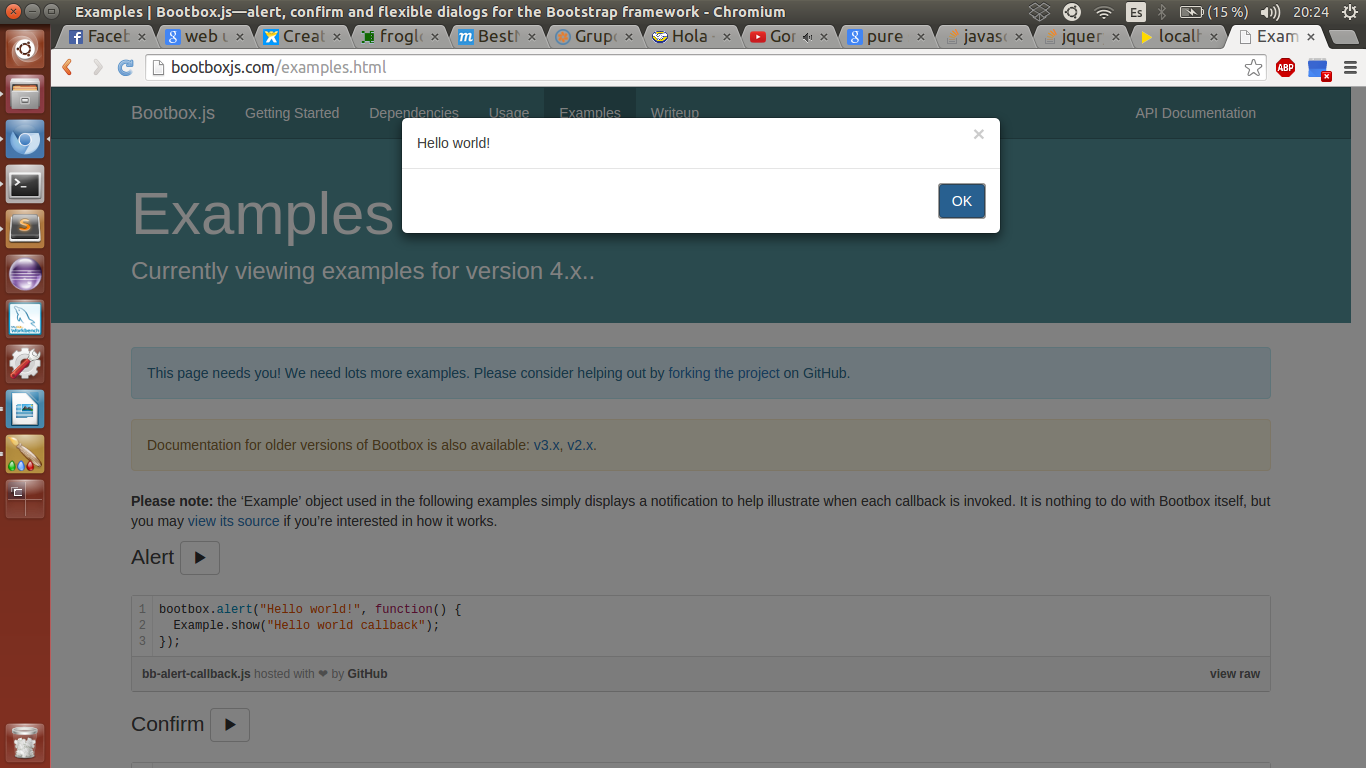 Examples | Bootbox.js—alert, confirm and flexible dialogs for the Bootstrap framework - Chromium
Es (15 %) 20:24
Faceb web u Creat frogl BestM Grup Hola Gor pure javas jquer localh Exam
bootboxjs.com/examples.html
ABP
Bootbox.js Getting Started Dependencies Usage Examples Writeup API Documentation
Hello world! ×
OK
Examples
Currently viewing examples for version 4.x..
This page needs you! We need lots more examples. Please consider helping out by forking the project on GitHub.
Documentation for older versions of Bootbox is also available: v3.x, v2.x.
Please note: the ‘Example’ object used in the following examples simply displays a notification to help illustrate when each callback is invoked. It is nothing to do with Bootbox itself, but
you may view its source if you’re interested in how it works.
Alert
1 bootbox.alert("Hello world!", function() {
2 Example.show("Hello world callback");
3 });
bb-alert-callback.js hosted with ❤ by GitHub view raw
Confirm